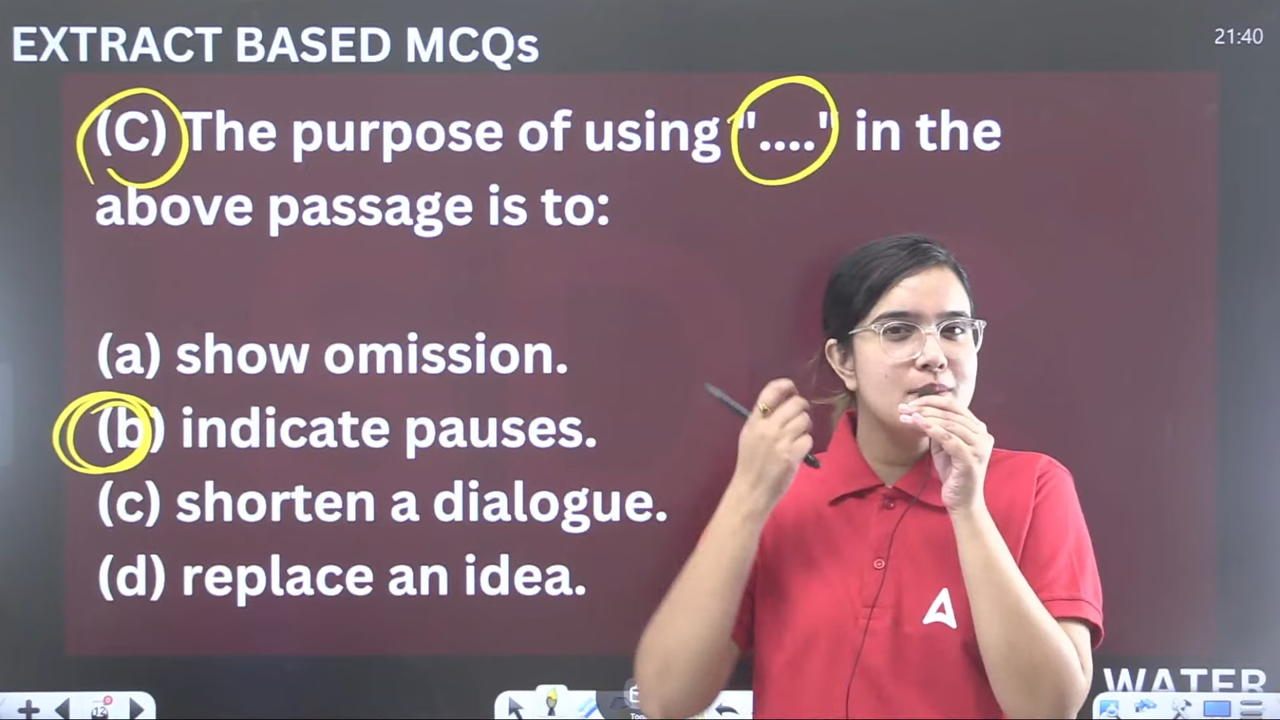 EXTRACT BASED MCQs
21:40
(C) The purpose of using "...." in the
above passage is to:
(a) show omission.
(b) indicate pauses.
(c) shorten a dialogue.
(d) replace an idea.
WATER
12